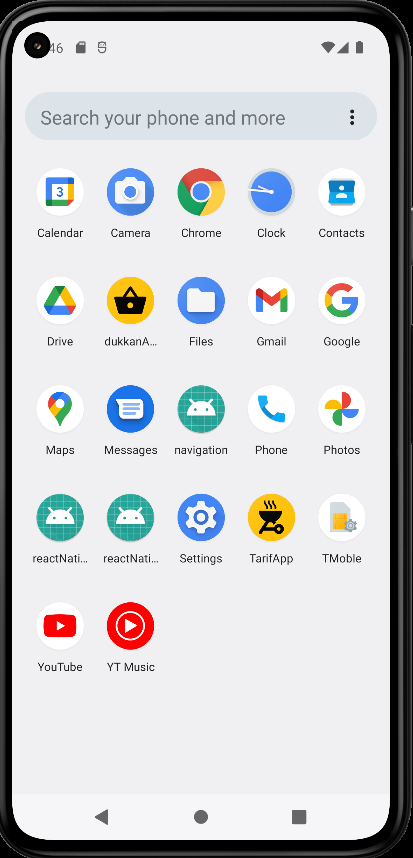 46
Search your phone and more
3
Calendar Camera Chrome Clock Contacts
Drive dukkanA... Files Gmail Google
Maps Messages navigation Phone Photos
reactNati... reactNati... Settings TarifApp TMoble
YouTube YT Music